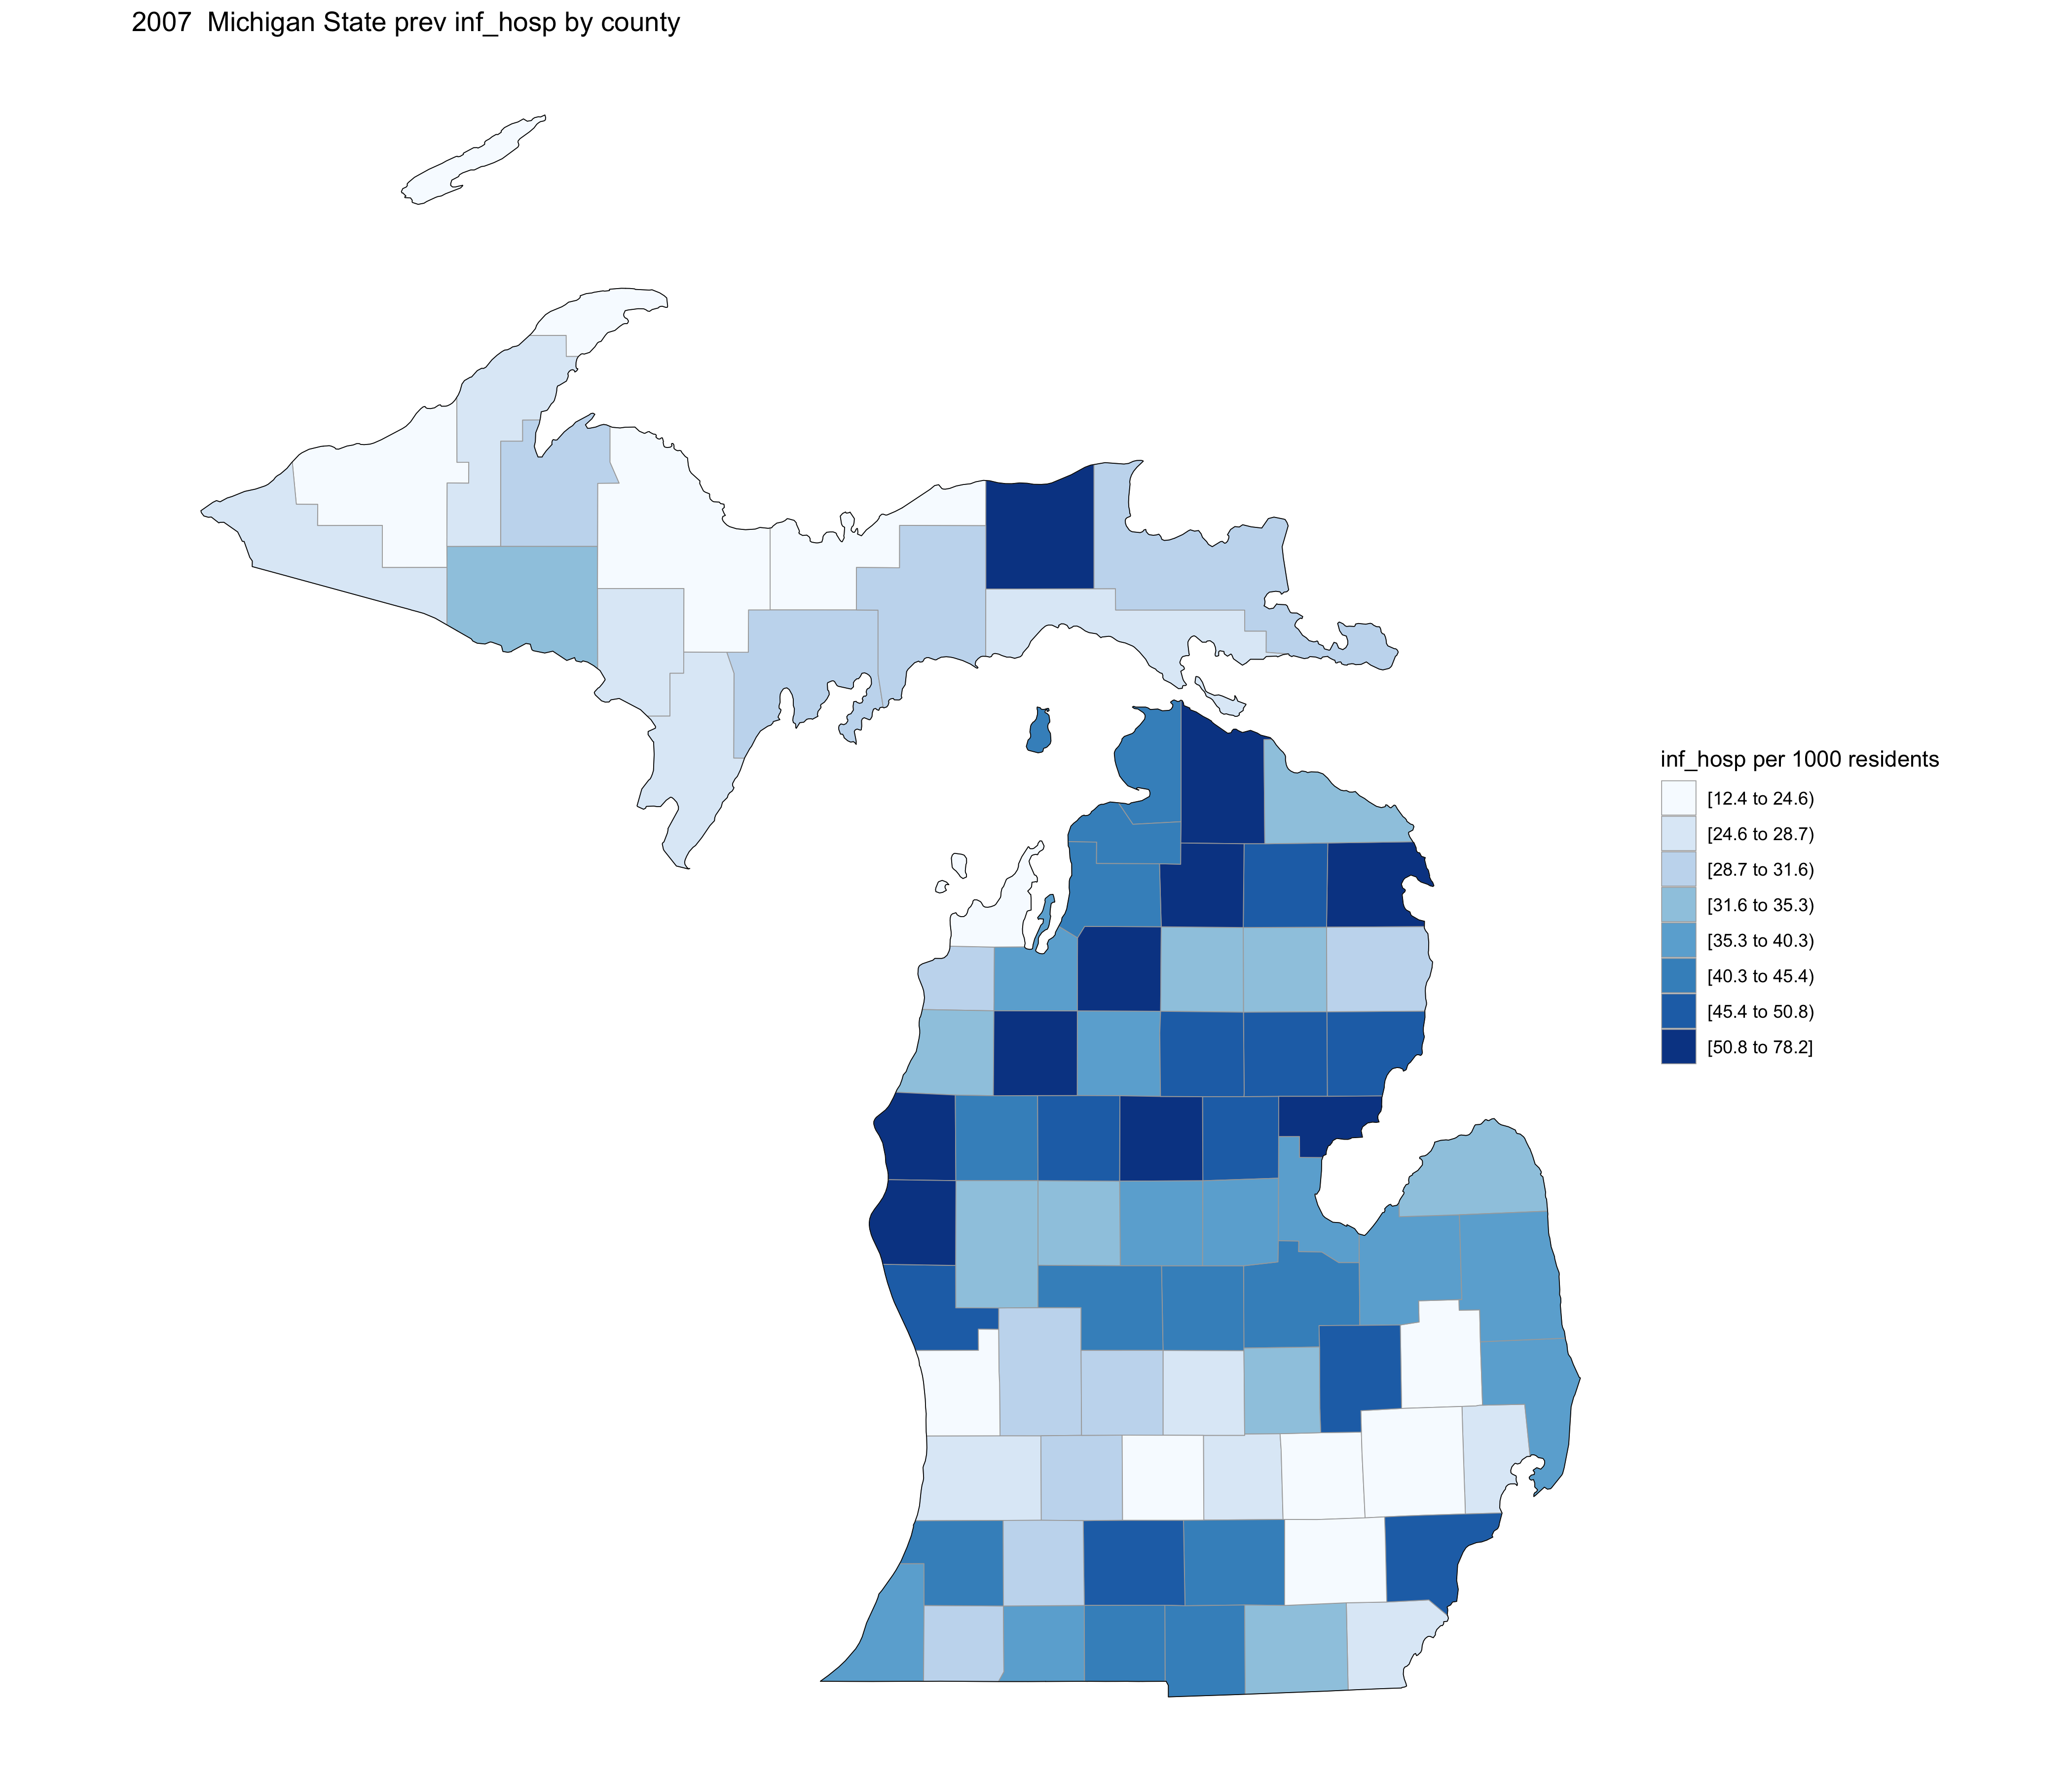 2007  Michigan State prev inf_hosp by county
inf_hosp per 1000 residents
[12.4 to 24.6)
[24.6 to 28.7)
[28.7 to 31.6)
[31.6 to 35.3)
[35.3 to 40.3)
[40.3 to 45.4)
[45.4 to 50.8)
[50.8 to 78.2]